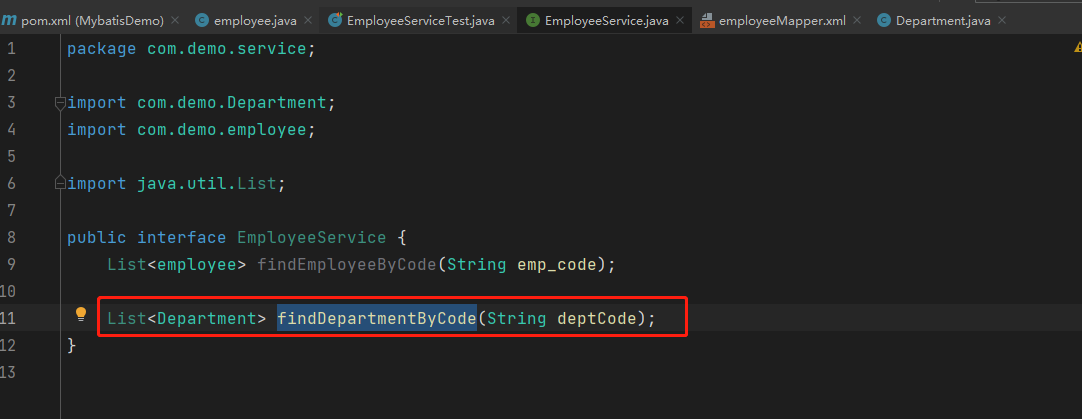 pom.xml (MybatisDemo) employee.java EmployeeServiceTest.java EmployeeService.java employeeMapper.xml Department.java
1 package com.demo.service;
2
3 import com.demo.Department;
4 import com.demo.employee;
5
6 import java.util.List;
7
8 public interface EmployeeService {
9 List<employee> findEmployeeByCode(String emp_code);
10
11 List<Department> findDepartmentByCode(String deptCode);
12 }
13